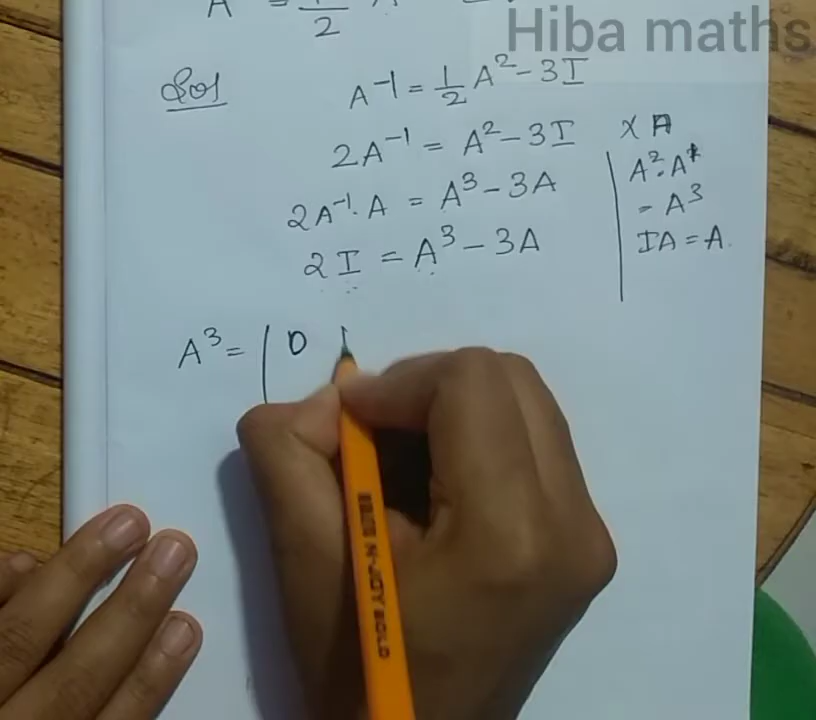 Hiba maths
Sol
A⁻¹ = 1/2 A² - 3I
2A⁻¹ = A² - 3I
2A⁻¹. A = A³ - 3A
2I = A³ - 3A
× A
A². A¹
= A³
IA = A.
A³ = ( 0